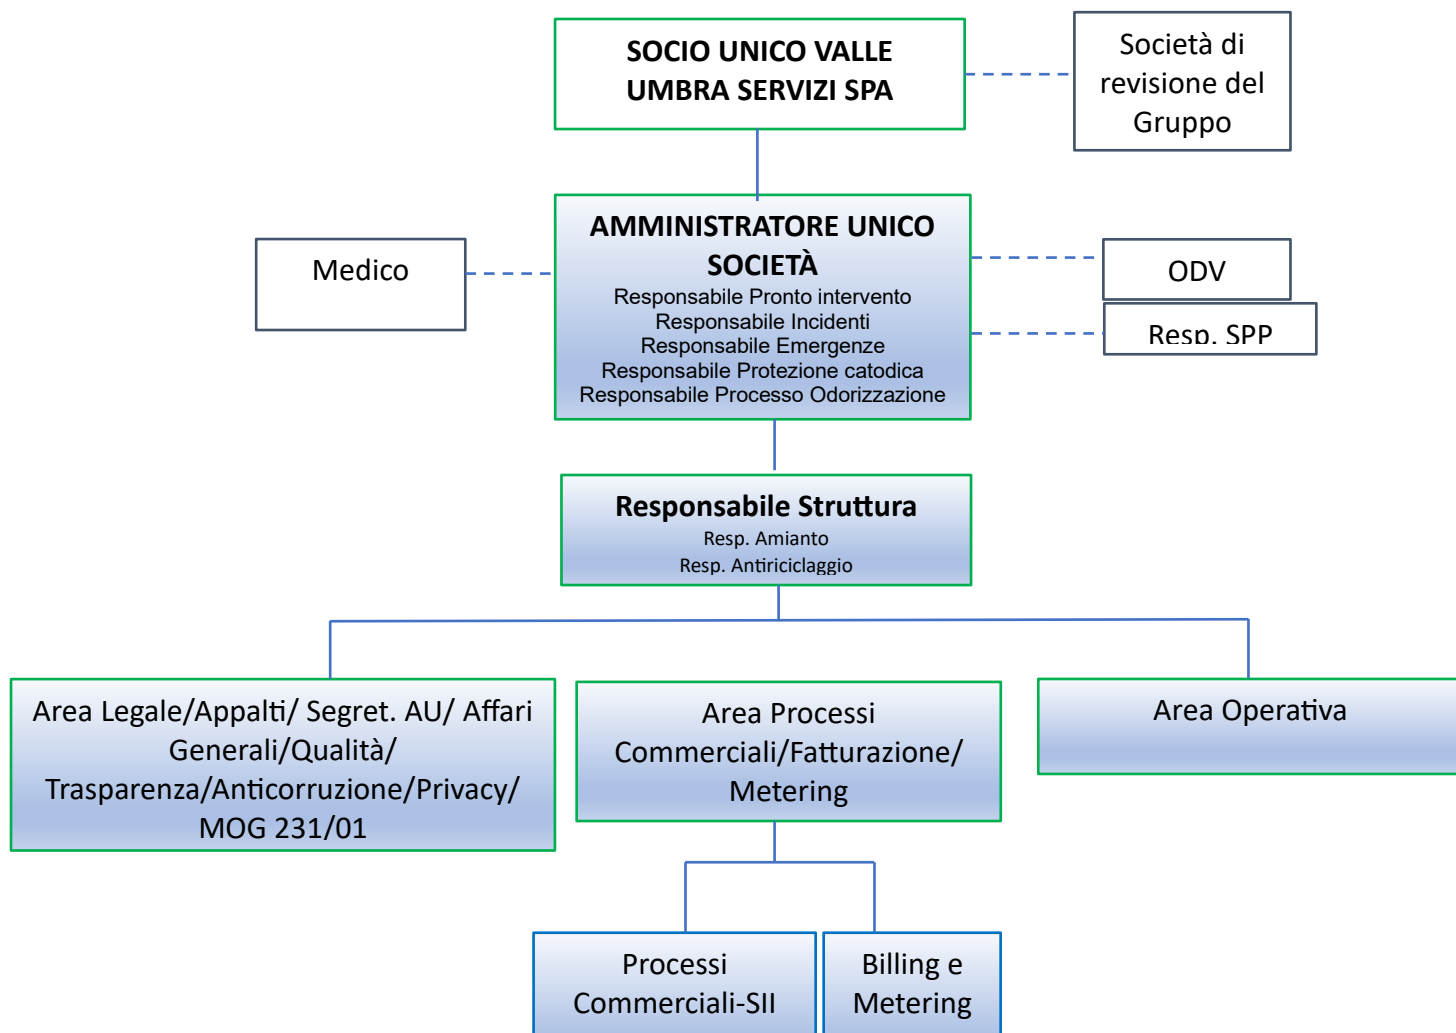 SOCIO UNICO VALLE
UMBRA SERVIZI SPA
Società di
revisione del
Gruppo
AMMINISTRATORE UNICO
SOCIETÀ
Responsabile Pronto intervento
Responsabile Incidenti
Responsabile Emergenze
Responsabile Protezione catodica
Responsabile Processo Odorizzazione
Medico
ODV
Resp. SPP
Responsabile Struttura
Resp. Amianto
Resp. Antiriciclaggio
Area Legale/Appalti/ Segret. AU/ Affari
Generali/Qualità/
Trasparenza/Anticorruzione/Privacy/
MOG 231/01
Area Processi
Commerciali/Fatturazione/
Metering
Area Operativa
Processi
Commerciali-SII
Billing e
Metering